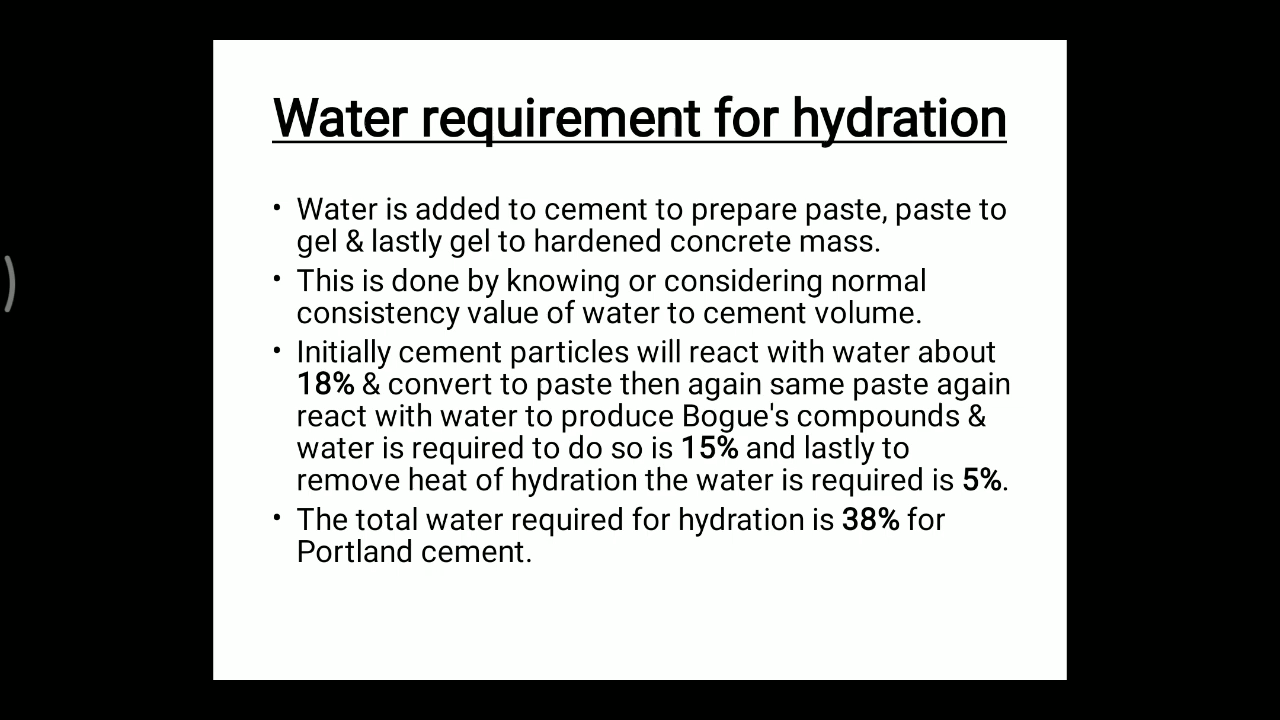 Water requirement for hydration
• Water is added to cement to prepare paste, paste to
gel & lastly gel to hardened concrete mass.
• This is done by knowing or considering normal
consistency value of water to cement volume.
• Initially cement particles will react with water about
18% & convert to paste then again same paste again
react with water to produce Bogue's compounds &
water is required to do so is 15% and lastly to
remove heat of hydration the water is required is 5%.
• The total water required for hydration is 38% for
Portland cement.